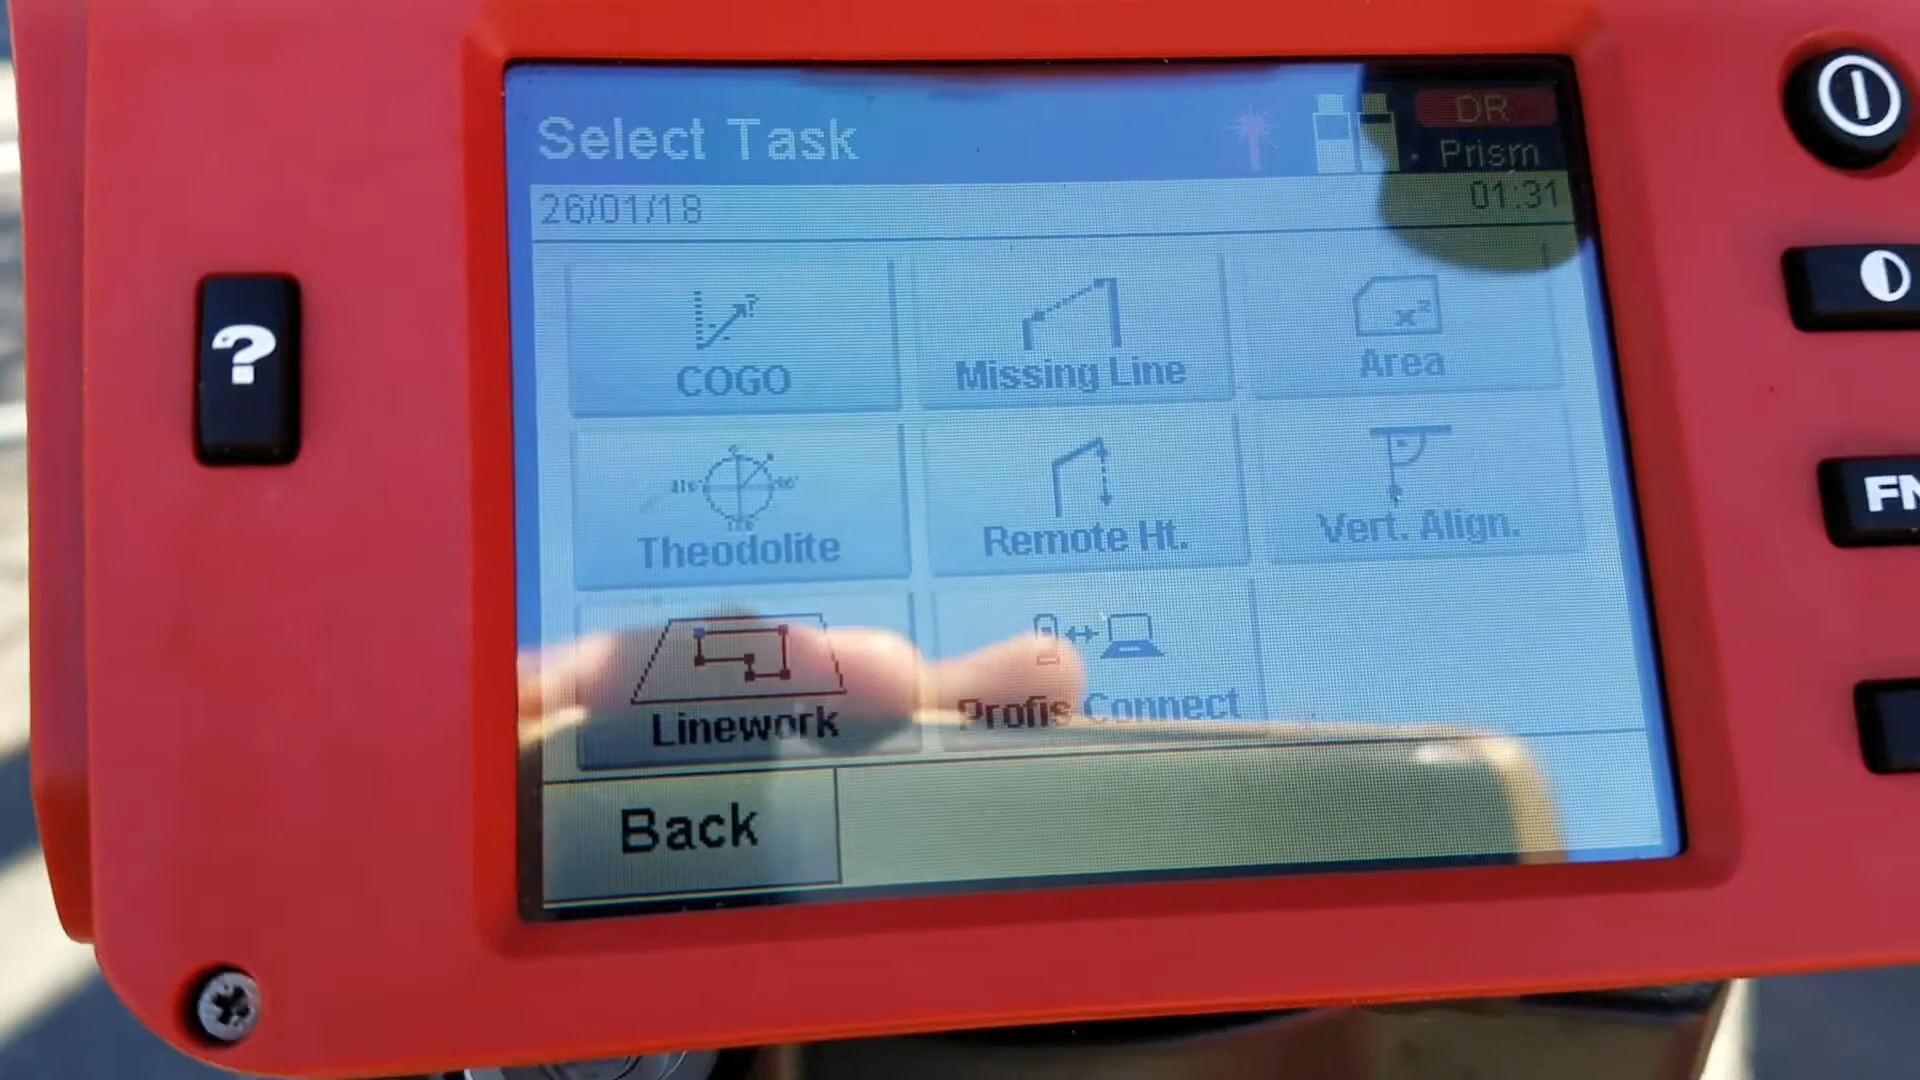 Select Task
DR
Prism
26/01/18
01:31
COGO
Missing Line
Area
x²
Theodolite
Remote Ht.
Vert. Align.
Linework
Profis Connect
Back
?